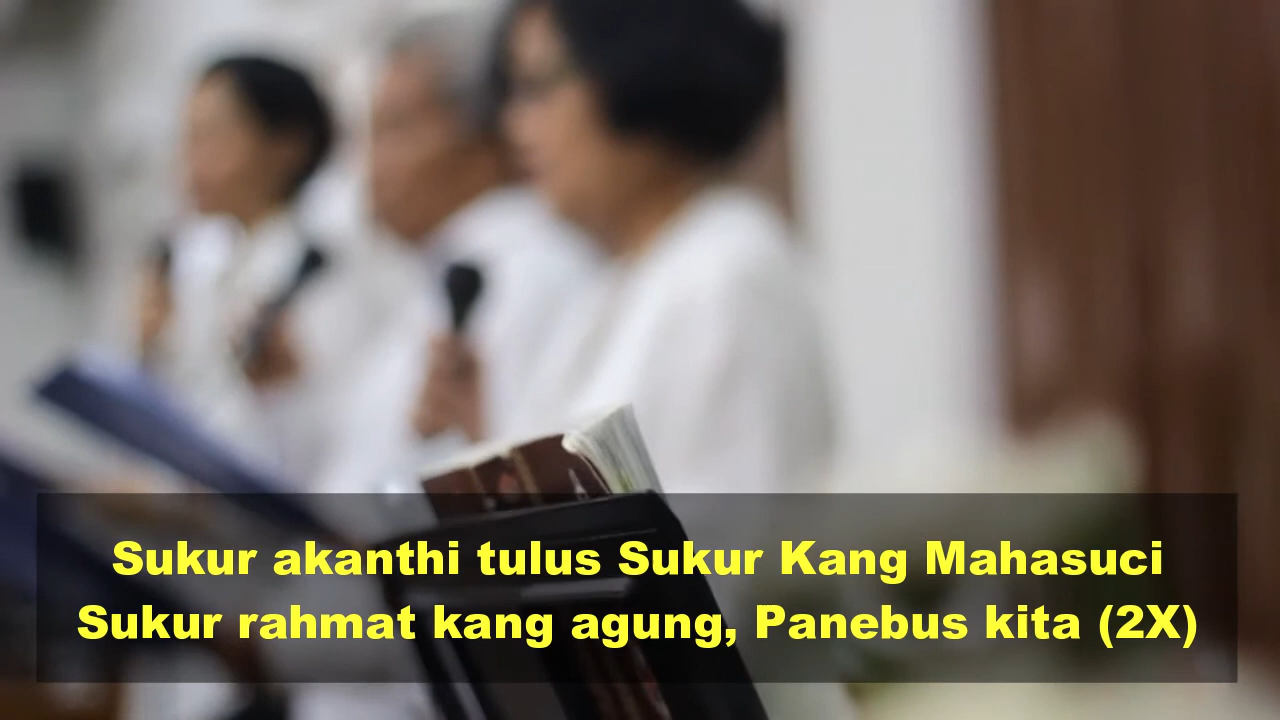 Sukur akanthi tulus Sukur Kang Mahasuci
Sukur rahmat kang agung, Panebus kita (2X)